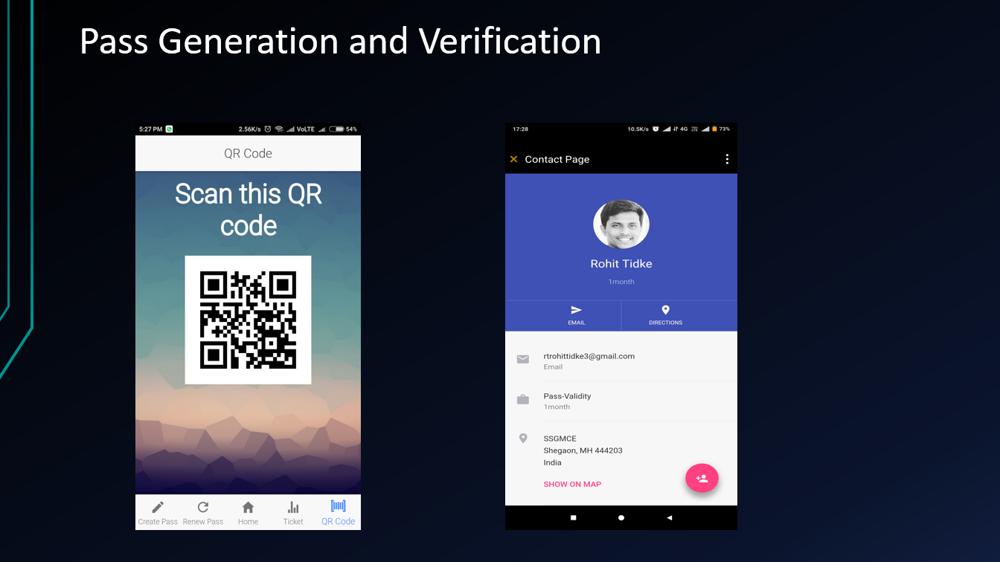 Pass Generation and Verification
5:27 PM 2.56K/s VoLTE 54%
QR Code
Scan this QR
code
Create Pass Renew Pass Home Ticket QR Code
17:28 10.5K/s 4G 73%
Contact Page
Rohit Tidke
1month
EMAIL DIRECTIONS
rtrohittidke3@gmail.com
Email
Pass-Validity
1month
SSGMCE
Shegaon, MH 444203
India
SHOW ON MAP